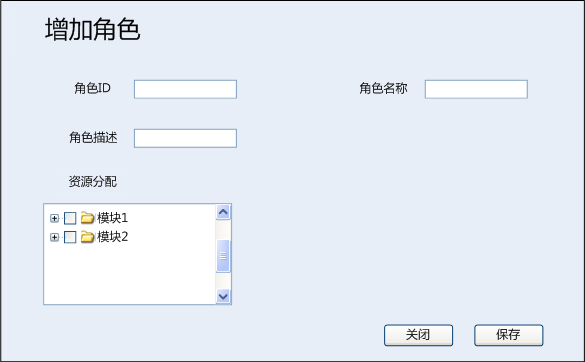 增加角色
角色ID
角色名称
角色描述
资源分配
模块1
模块2
关闭
保存